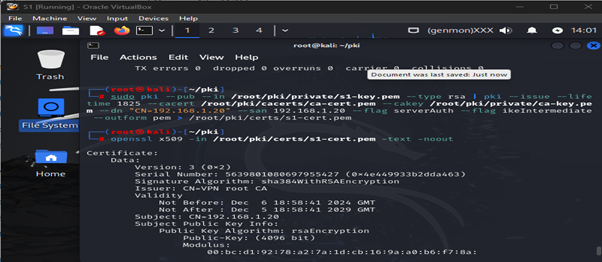 S1 [Running] - Oracle VirtualBox
File Machine View Input Devices Help
1 2 3 4
(genmon)XXX
14:01
root@kali: ~/pki
File Actions Edit View Help
TX errors 0 dropped 0 overruns 0 carrier 0 collisions 0
Document was last saved: Just now
Trash
File System
Home
(root㉿kali)-[~/pki]
# sudo pki --pub --in /root/pki/private/s1-key.pem --type rsa | pki --issue --life
time 1825 --cacert /root/pki/cacerts/ca-cert.pem --cakey /root/pki/private/ca-key.pe
m --dn "CN=192.168.1.20" --san 192.168.1.20 --flag serverAuth --flag ikeIntermediate
--outform pem > /root/pki/certs/s1-cert.pem
(root㉿kali)-[~/pki]
# openssl x509 -in /root/pki/certs/s1-cert.pem -text -noout
Certificate:
Data:
Version: 3 (0×2)
Serial Number: 5639801080697955427 (0×4e449933b2dda463)
Signature Algorithm: sha384WithRSAEncryption
Issuer: CN=VPN root CA
Validity
Not Before: Dec 6 18:58:41 2024 GMT
Not After : Dec 5 18:58:41 2029 GMT
Subject: CN=192.168.1.20
Subject Public Key Info:
Public Key Algorithm: rsaEncryption
Public-Key: (4096 bit)
Modulus:
00:bc:d1:92:78:a2:7a:1d:cb:16:9a:a0:b6:f7:8a: